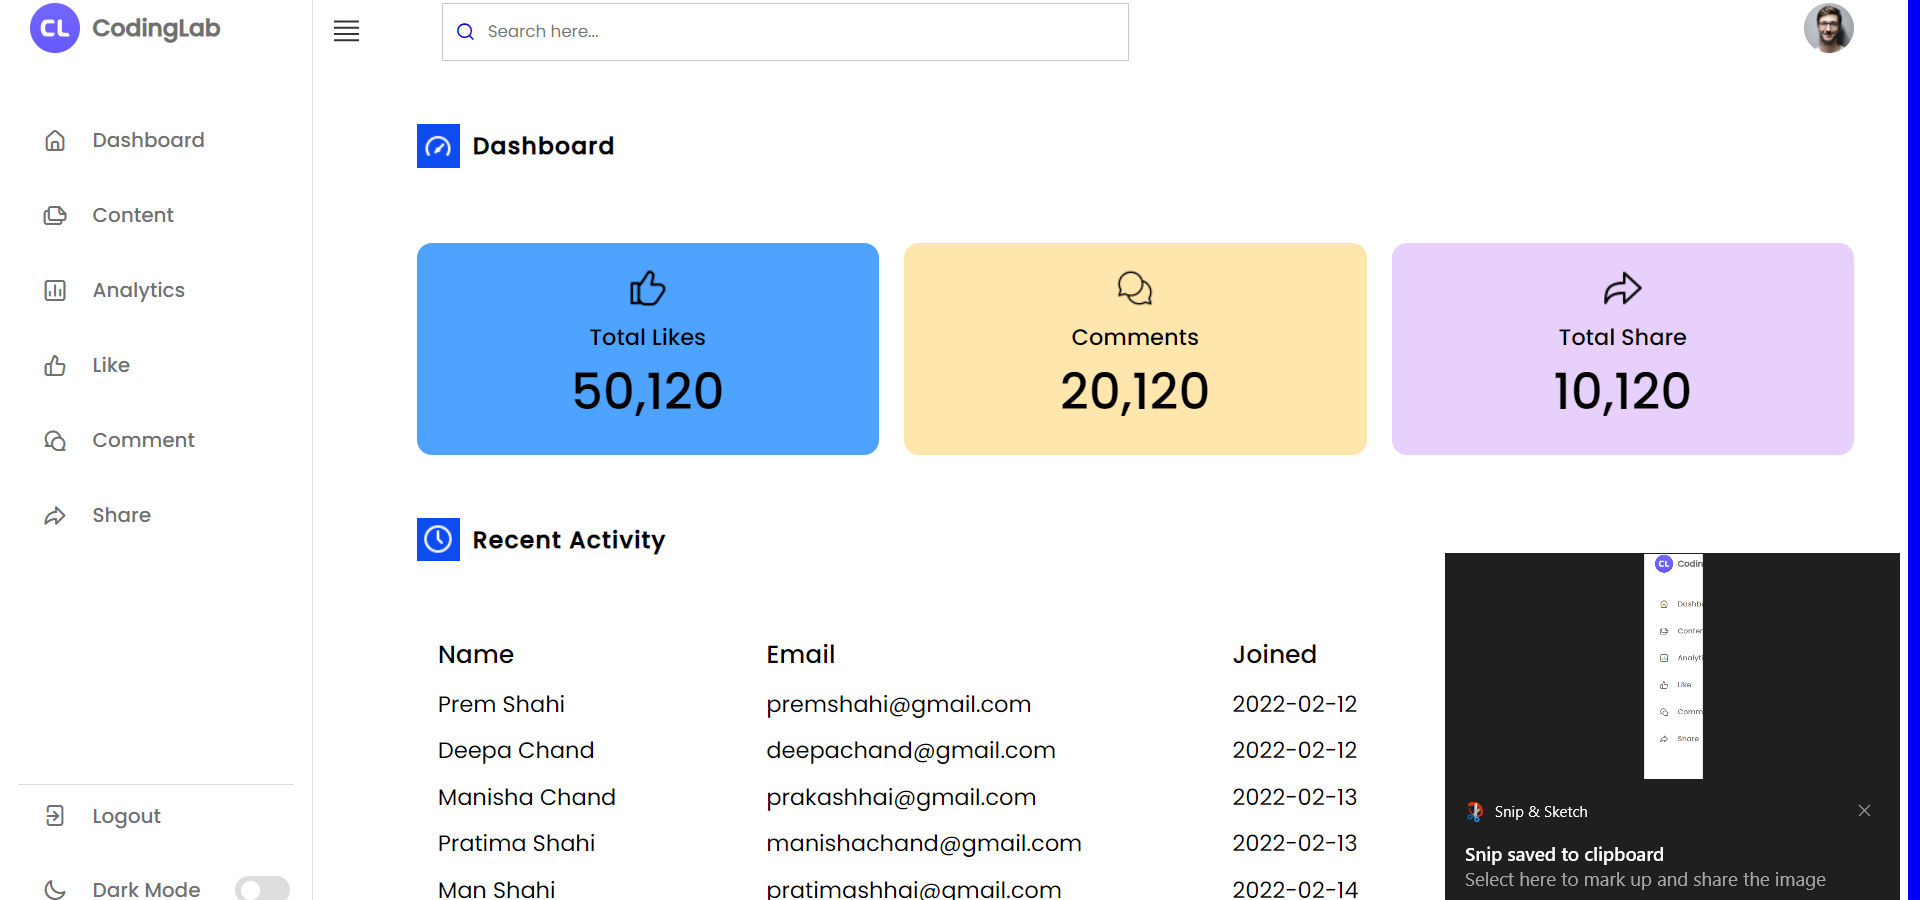 CL CodingLab
Search here...
Dashboard
Content
Analytics
Like
Comment
Share
Logout
Dark Mode
Dashboard
Total Likes
50,120
Comments
20,120
Total Share
10,120
Recent Activity
Name Email Joined
Prem Shahi premshahi@gmail.com 2022-02-12
Deepa Chand deepachand@gmail.com 2022-02-12
Manisha Chand prakashhai@gmail.com 2022-02-13
Pratima Shahi manishachand@gmail.com 2022-02-13
Man Shahi pratimashhai@gmail.com 2022-02-14
CL Codin
Dashb
Conter
Analyti
Like
Comm
Share
Snip & Sketch
Snip saved to clipboard
Select here to mark up and share the image